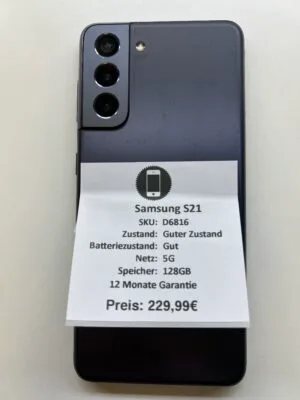 Samsung S21
SKU: D6816
Zustand: Guter Zustand
Batteriezustand: Gut
Netz: 5G
Speicher: 128GB
12 Monate Garantie
Preis: 229,99€